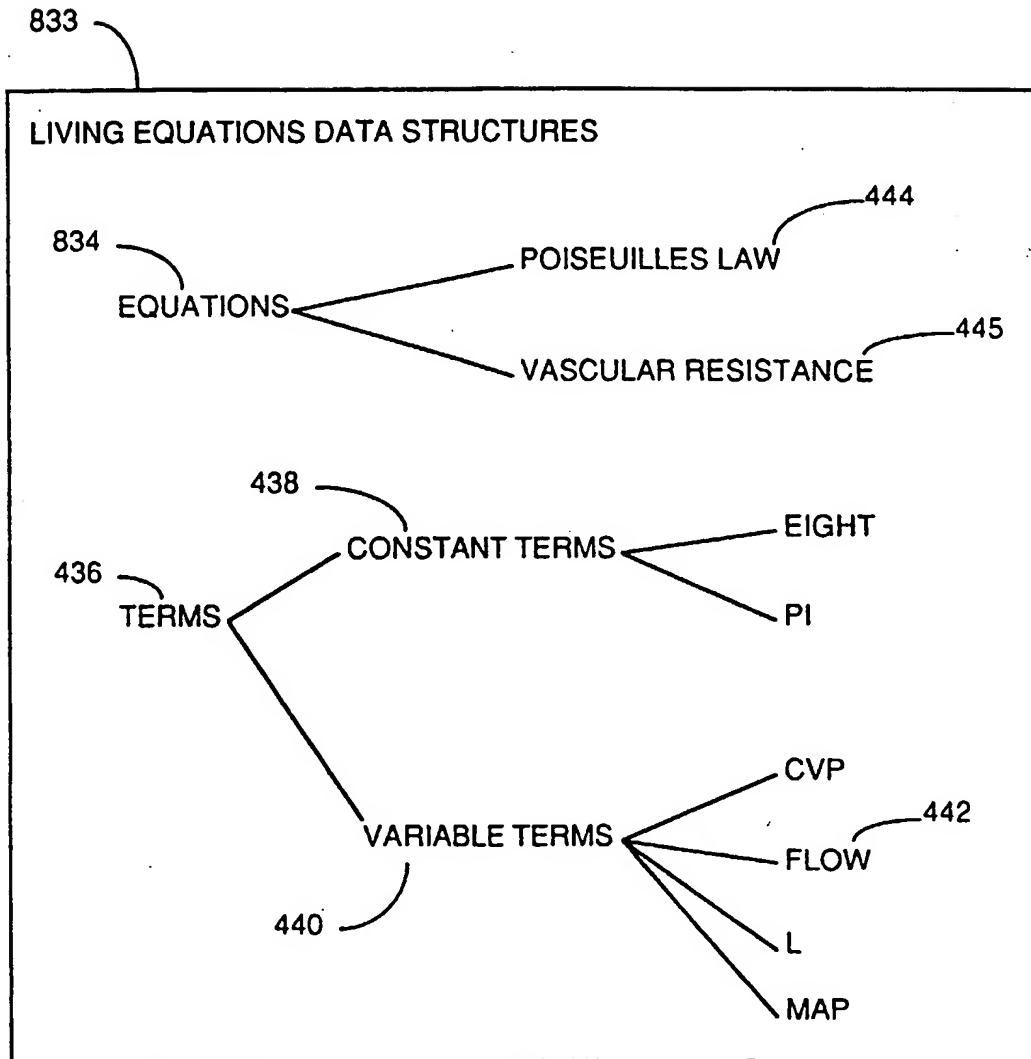 833
LIVING EQUATIONS DATA STRUCTURES
444
834
POISEUILLES LAW
EQUATIONS
445
VASCULAR RESISTANCE
438
EIGHT
CONSTANT TERMS
436
TERMS
PI
CVP
442
VARIABLE TERMS
FLOW
440
L
MAP